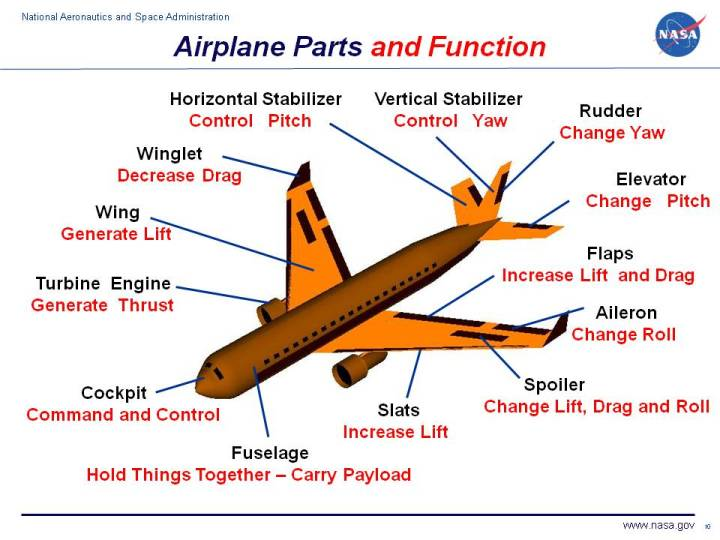 National Aeronautics and Space Administration
NASA
Airplane Parts and Function
Horizontal Stabilizer
Control Pitch
Vertical Stabilizer
Control Yaw
Rudder
Change Yaw
Winglet
Decrease Drag
Elevator
Change Pitch
Wing
Generate Lift
Flaps
Increase Lift and Drag
Turbine Engine
Generate Thrust
Aileron
Change Roll
Cockpit
Command and Control
Slats
Increase Lift
Spoiler
Change Lift, Drag and Roll
Fuselage
Hold Things Together – Carry Payload
www.nasa.gov